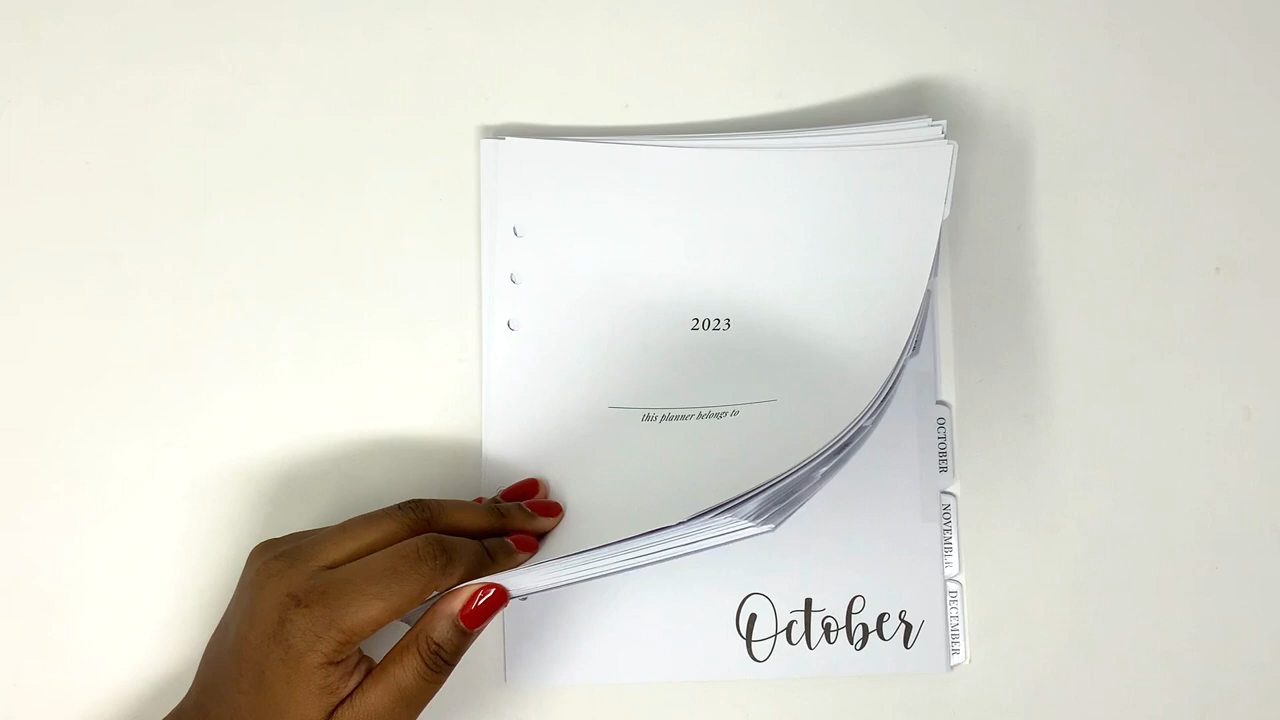 2023
this planner belongs to
OCTOBER
NOVEMBER
DECEMBER
October